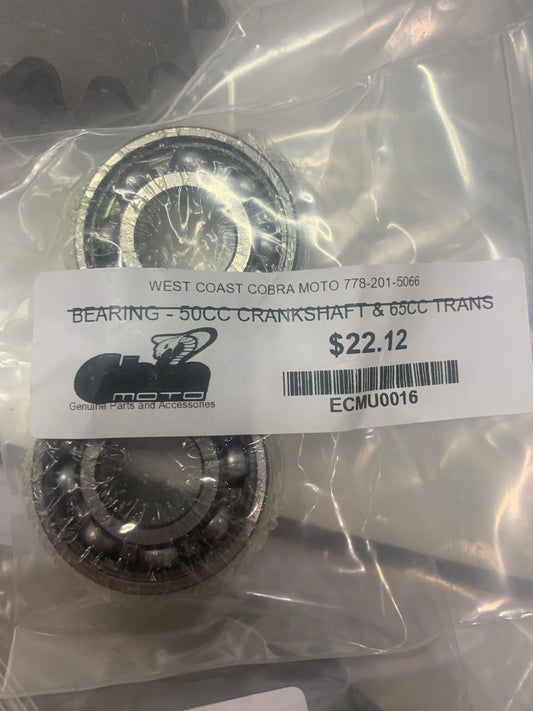 WEST COAST COBRA MOTO 778-201-5066
BEARING - 50CC CRANKSHAFT & 65CC TRANS
$22.12
MOTO
Genuine Parts and Accessories
ECMU0016